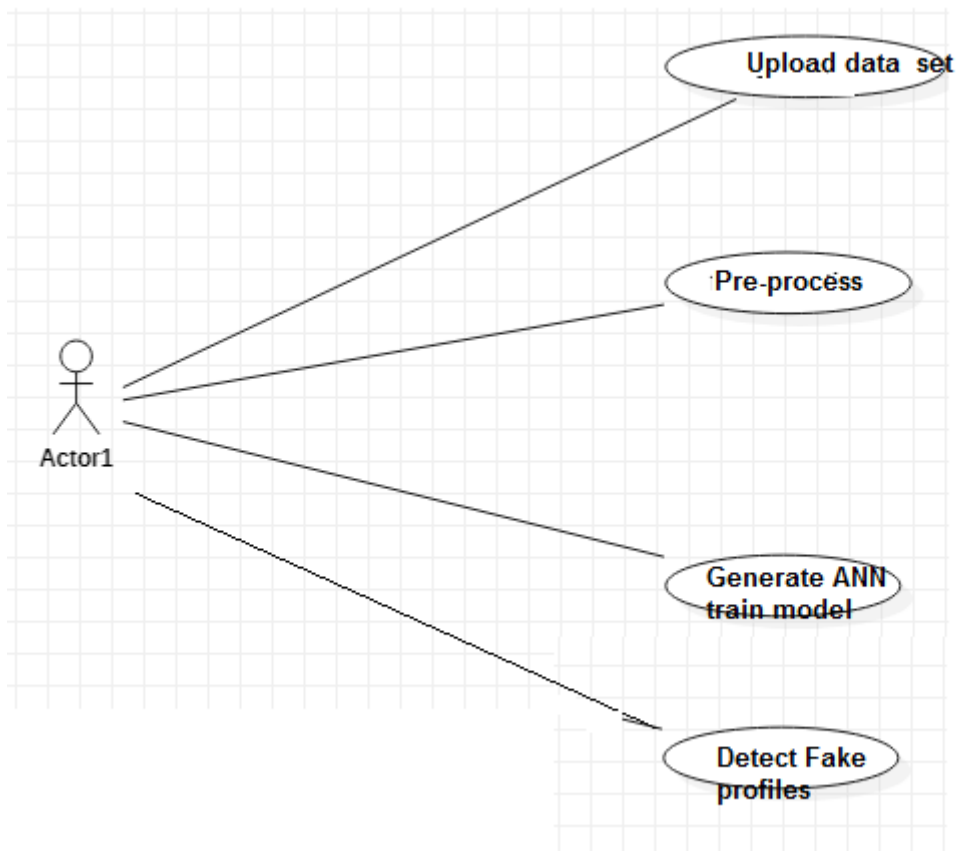 Upload data set
Pre-process
Actor1
Generate ANN
train model
Detect Fake
profiles